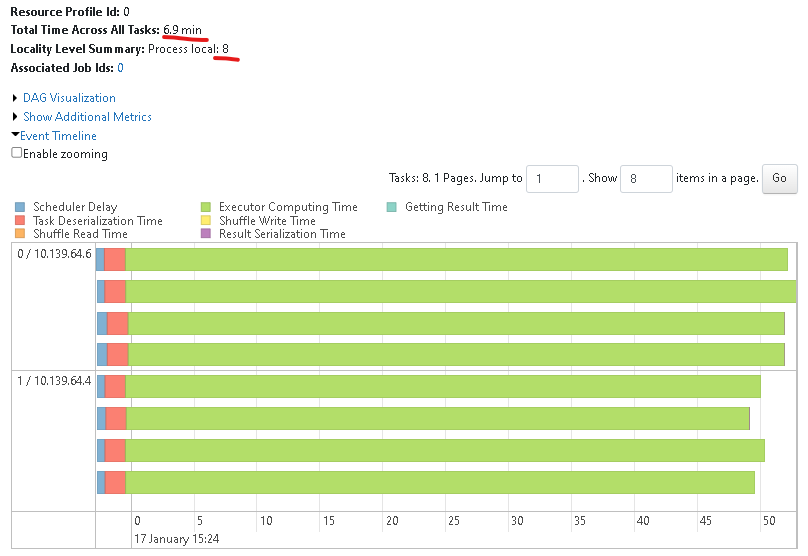 Resource Profile Id: 0
Total Time Across All Tasks: 6.9 min
Locality Level Summary: Process local: 8
Associated Job Ids: 0
DAG Visualization
Show Additional Metrics
Event Timeline
Enable zooming
Tasks: 8. 1 Pages. Jump to 1 . Show 8 items in a page. Go
Scheduler Delay Executor Computing Time Getting Result Time
Task Deserialization Time Shuffle Write Time
Shuffle Read Time Result Serialization Time
0 / 10.139.64.6
1 / 10.139.64.4
0 5 10 15 20 25 30 35 40 45 50
17 January 15:24